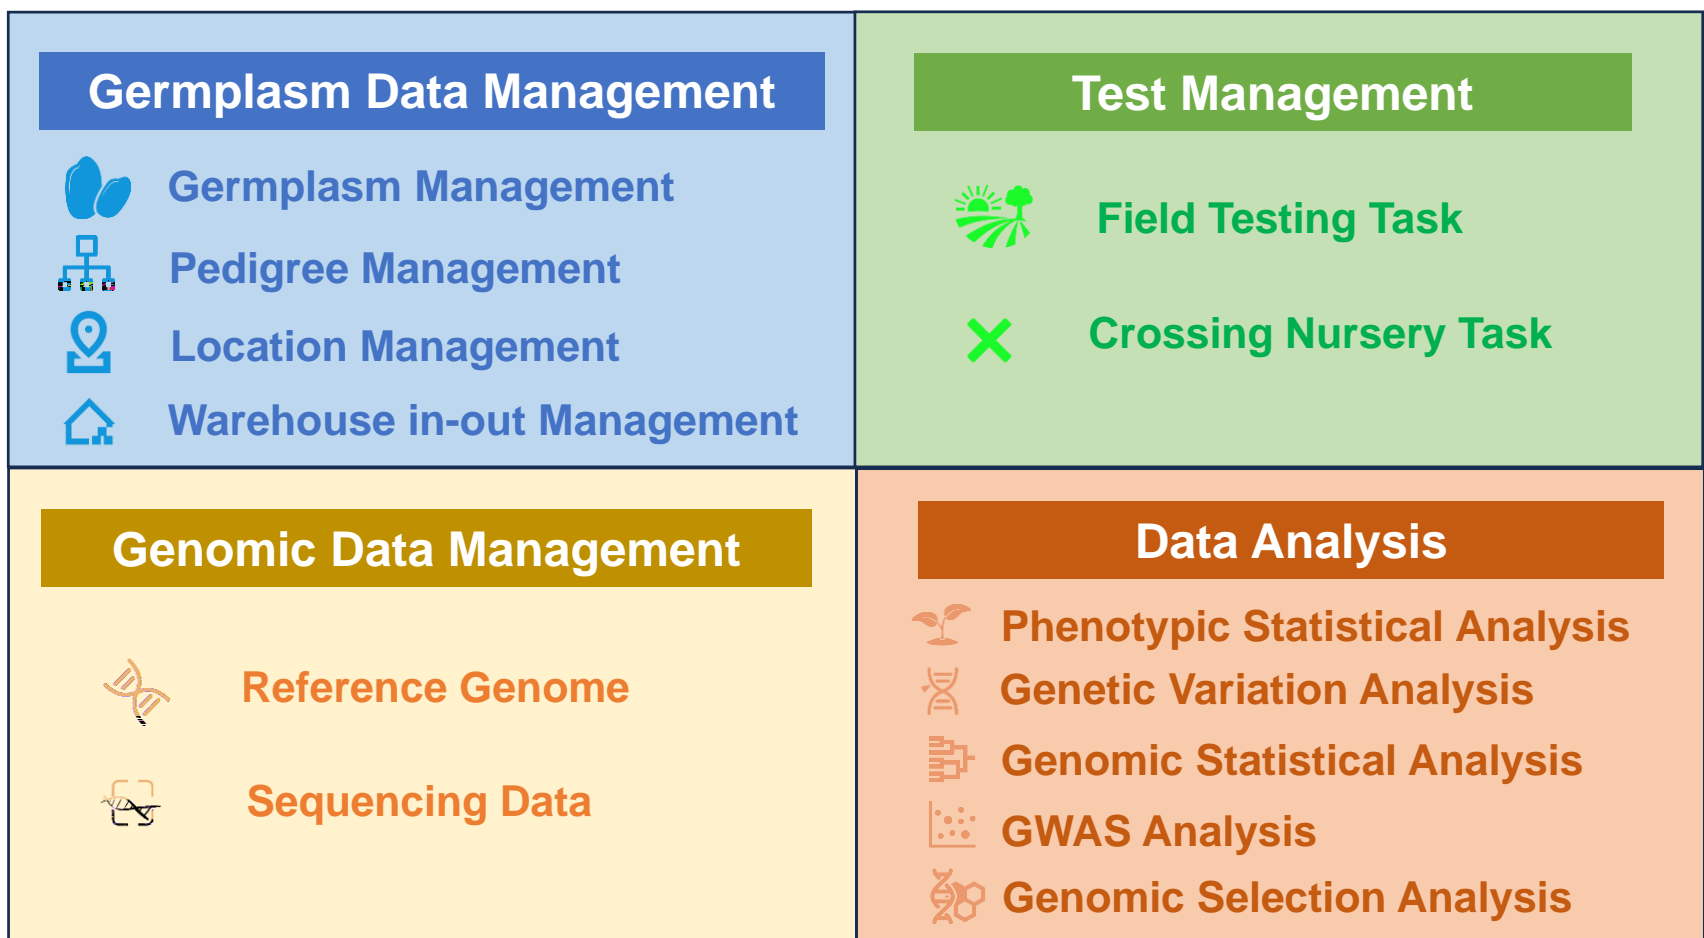 Germplasm Data Management
Germplasm Management
Pedigree Management
Location Management
Warehouse in-out Management
Test Management
Field Testing Task
Crossing Nursery Task
Genomic Data Management
Reference Genome
Sequencing Data
Data Analysis
Phenotypic Statistical Analysis
Genetic Variation Analysis
Genomic Statistical Analysis
GWAS Analysis
Genomic Selection Analysis